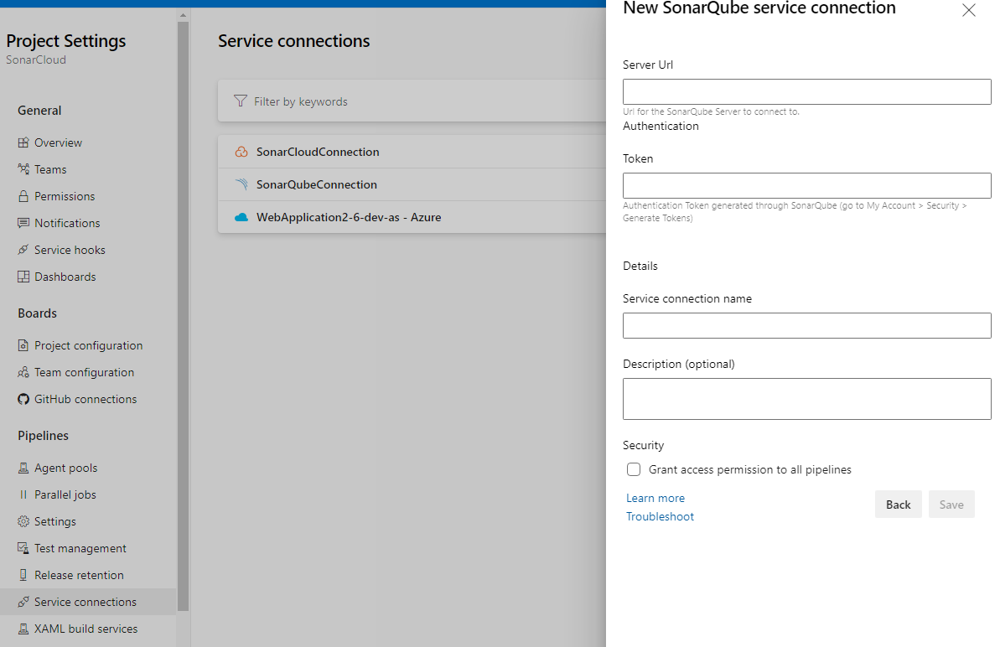 Project Settings
SonarCloud
General
Overview
Teams
Permissions
Notifications
Service hooks
Dashboards
Boards
Project configuration
Team configuration
GitHub connections
Pipelines
Agent pools
Parallel jobs
Settings
Test management
Release retention
Service connections
XAML build services
Service connections
Filter by keywords
SonarCloudConnection
SonarQubeConnection
WebApplication2-6-dev-as - Azure
New SonarQube service connection
Server Url
Url for the SonarQube Server to connect to.
Authentication
Token
Authentication Token generated through SonarQube (go to My Account > Security >
Generate Tokens)
Details
Service connection name
Description (optional)
Security
Grant access permission to all pipelines
Learn more
Troubleshoot
Back
Save